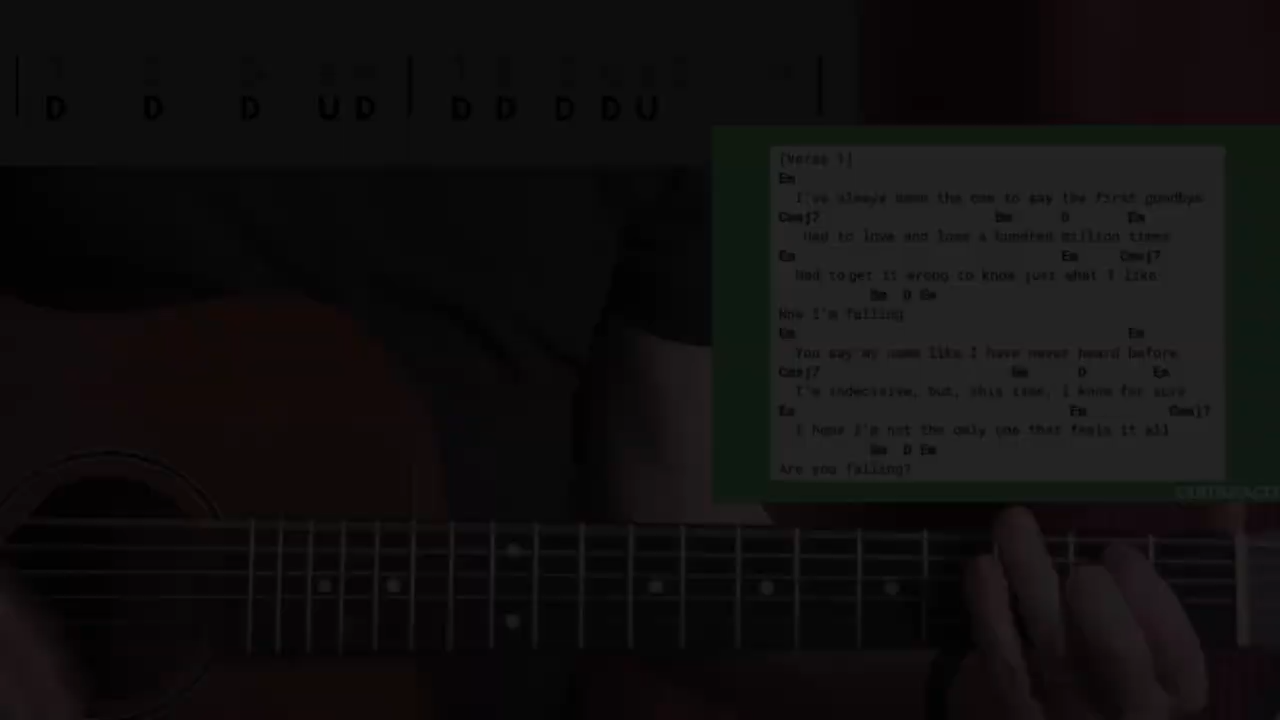 D D D U D D D D D U
[Verse 1]
Em
I've always been the one to say the first goodbye
Cmaj7 Bm D Em
Had to love and lose a hundred million times
Em Em Cmaj7
Had to get it wrong to know just what I like
Bm D Em
Now I'm falling
Em Em
You say my name like I have never heard before
Cmaj7 Bm D Em
I'm indecisive, but, this time, I know for sure
Em Em Cmaj7
I hope I'm not the only one that feels it all
Bm D Em
Are you falling?